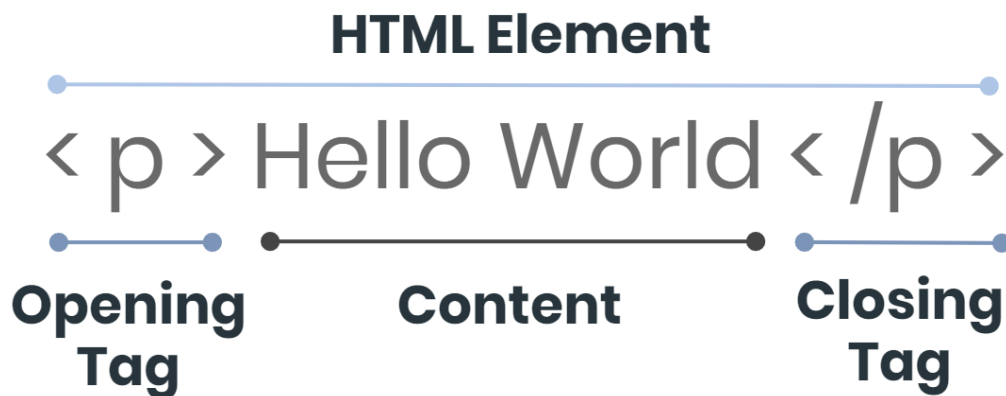 HTML Element
< p > Hello World < /p >
Opening Tag
Content
Closing Tag